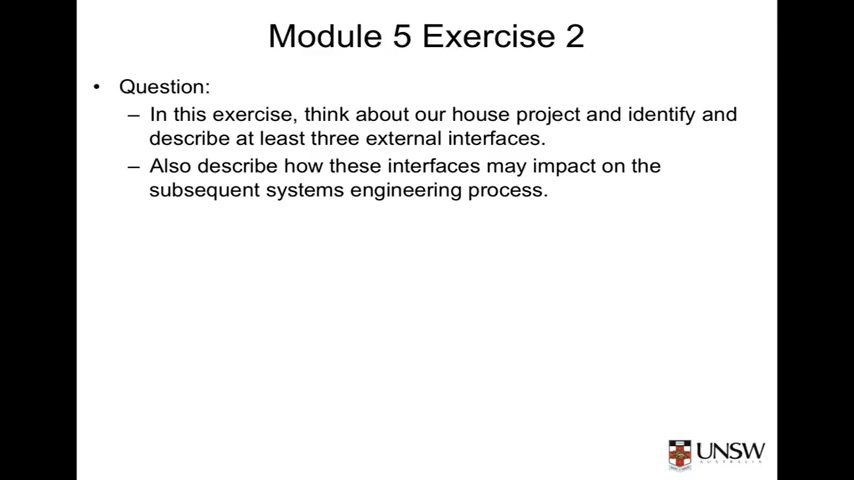 Module 5 Exercise 2
• Question:
– In this exercise, think about our house project and identify and
describe at least three external interfaces.
– Also describe how these interfaces may impact on the
subsequent systems engineering process.
UNSW
AUSTRALIA